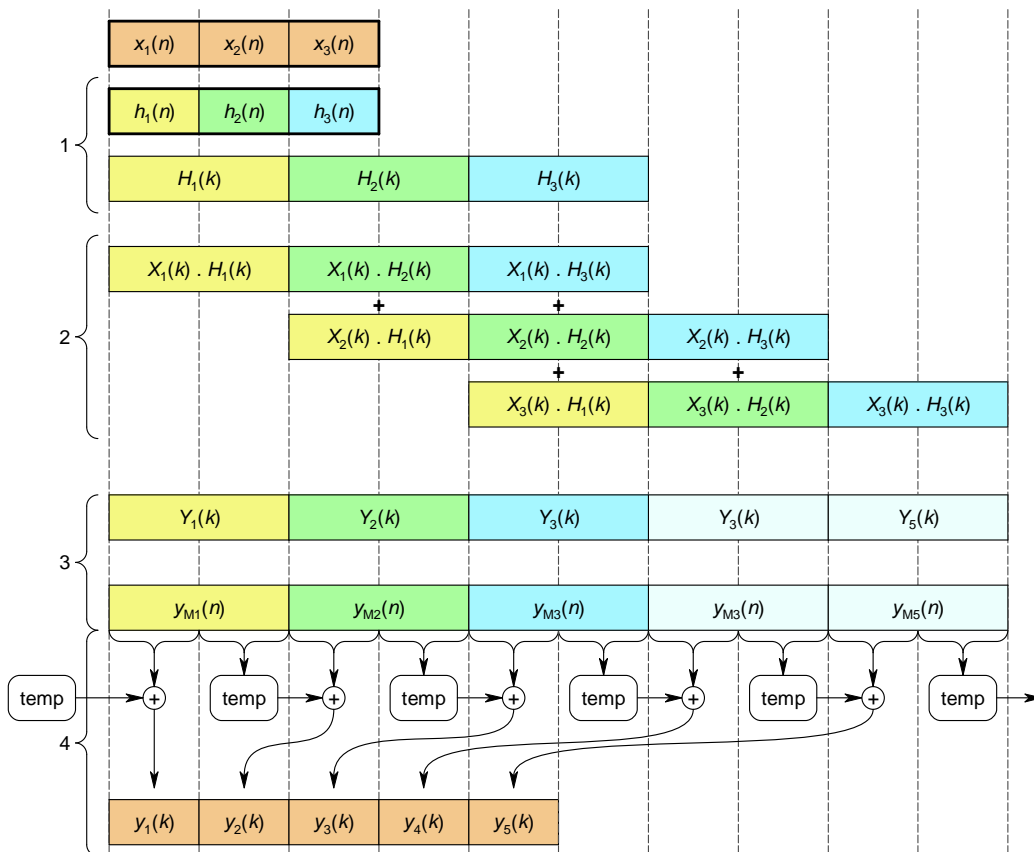 x1(n) x2(n) x3(n)
h1(n) h2(n) h3(n)
1
H1(k) H2(k) H3(k)
X1(k) . H1(k) X1(k) . H2(k) X1(k) . H3(k)
+ +
2
X2(k) . H1(k) X2(k) . H2(k) X2(k) . H3(k)
+ +
X3(k) . H1(k) X3(k) . H2(k) X3(k) . H3(k)
Y1(k) Y2(k) Y3(k) Y3(k) Y5(k)
3
yM1(n) yM2(n) yM3(n) yM3(n) yM5(n)
temp + temp + temp + temp + temp + temp
4
y1(k) y2(k) y3(k) y4(k) y5(k)